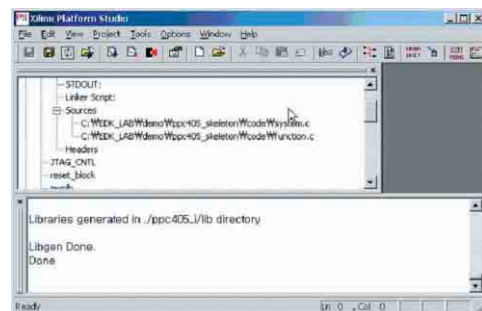 Xilinx Platform Studio
File Edit View Project Tools Options Window Help
STDOUT:
Linker Script:
Sources
C:₩EDK_LAB₩demo₩ppc405_skeleton₩code₩system.c
C:₩EDK_LAB₩demo₩ppc405_skeleton₩code₩function.c
Headers
JTAG_CNTL
reset_block
Libraries generated in ./ppc405_i/lib directory
Libgen Done.
Done
Ready
Ln 0 , Col 0